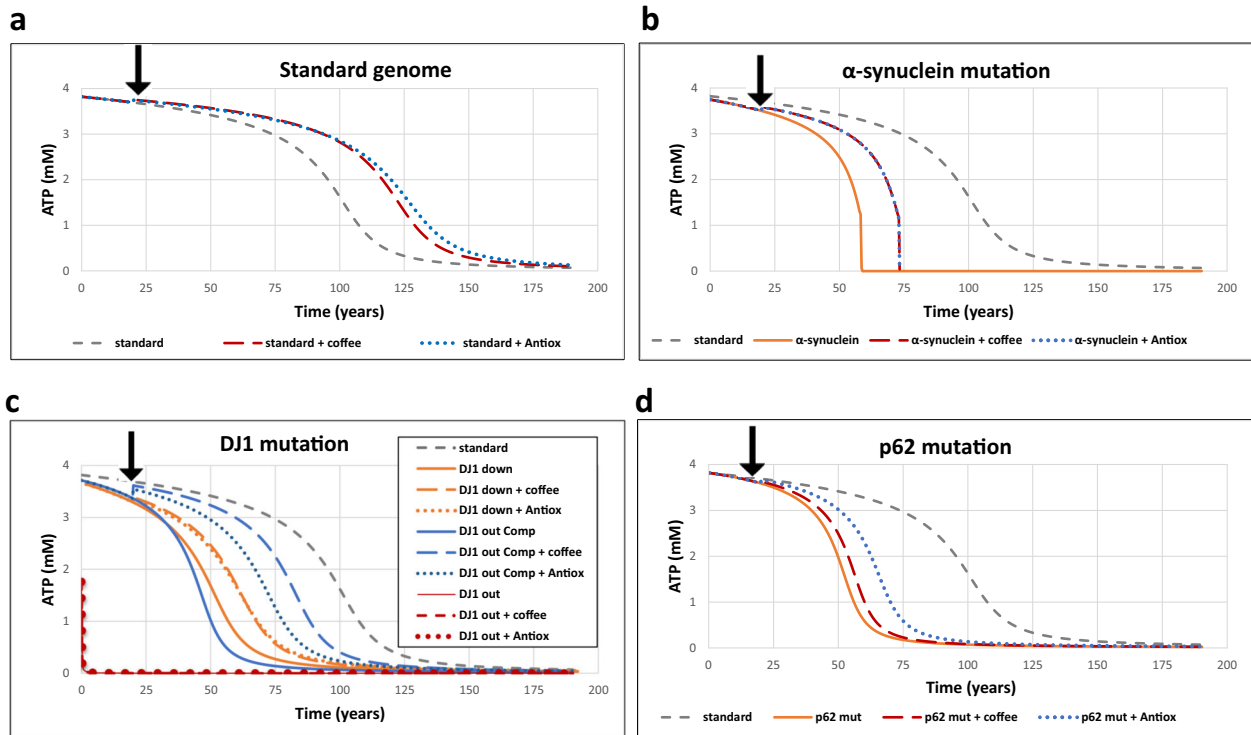 a
Standard genome
ATP (mM)
4
3
2
1
0
0 25 50 75 100 125 150 175 200
Time (years)
standard standard + coffee standard + Antiox
b
α-synuclein mutation
ATP (mM)
4
3
2
1
0
0 25 50 75 100 125 150 175 200
Time (years)
standard α-synuclein α-synuclein + coffee α-synuclein + Antiox
c
DJ1 mutation
ATP (mM)
4
3
2
1
0
0 25 50 75 100 125 150 175 200
Time (years)
standard
DJ1 down
DJ1 down + coffee
DJ1 down + Antiox
DJ1 out Comp
DJ1 out Comp + coffee
DJ1 out Comp + Antiox
DJ1 out
DJ1 out + coffee
DJ1 out + Antiox
d
p62 mutation
ATP (mM)
4
3
2
1
0
0 25 50 75 100 125 150 175 200
Time (years)
standard p62 mut p62 mut + coffee p62 mut + Antiox